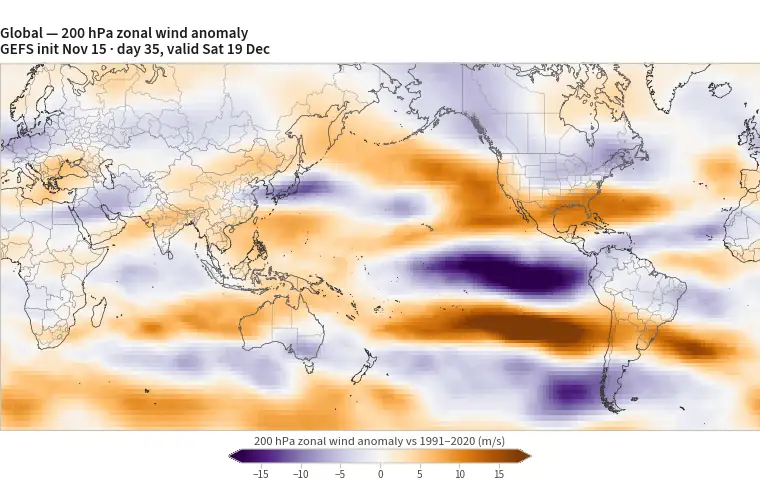 Global — 200 hPa zonal wind anomaly
GEFS init Nov 15 · day 35, valid Sat 19 Dec
200 hPa zonal wind anomaly vs 1991–2020 (m/s)
−15 −10 −5 0 5 10 15